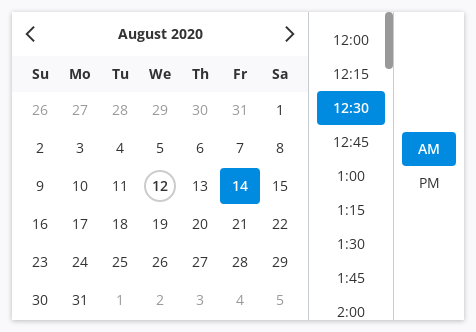 August 2020
Su Mo Tu We Th Fr Sa
26 27 28 29 30 31 1
2 3 4 5 6 7 8
9 10 11 12 13 14 15
16 17 18 19 20 21 22
23 24 25 26 27 28 29
30 31 1 2 3 4 5
12:00
12:15
12:30
12:45
1:00
1:15
1:30
1:45
2:00
AM
PM